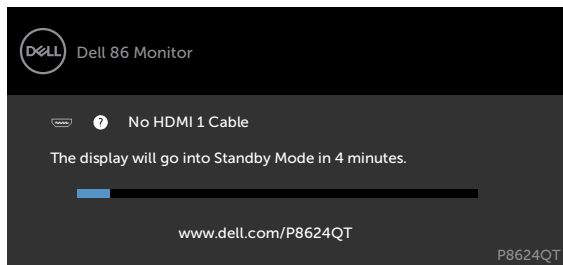 DELL Dell 86 Monitor
? No HDMI 1 Cable
The display will go into Standby Mode in 4 minutes.
www.dell.com/P8624QT
P8624QT